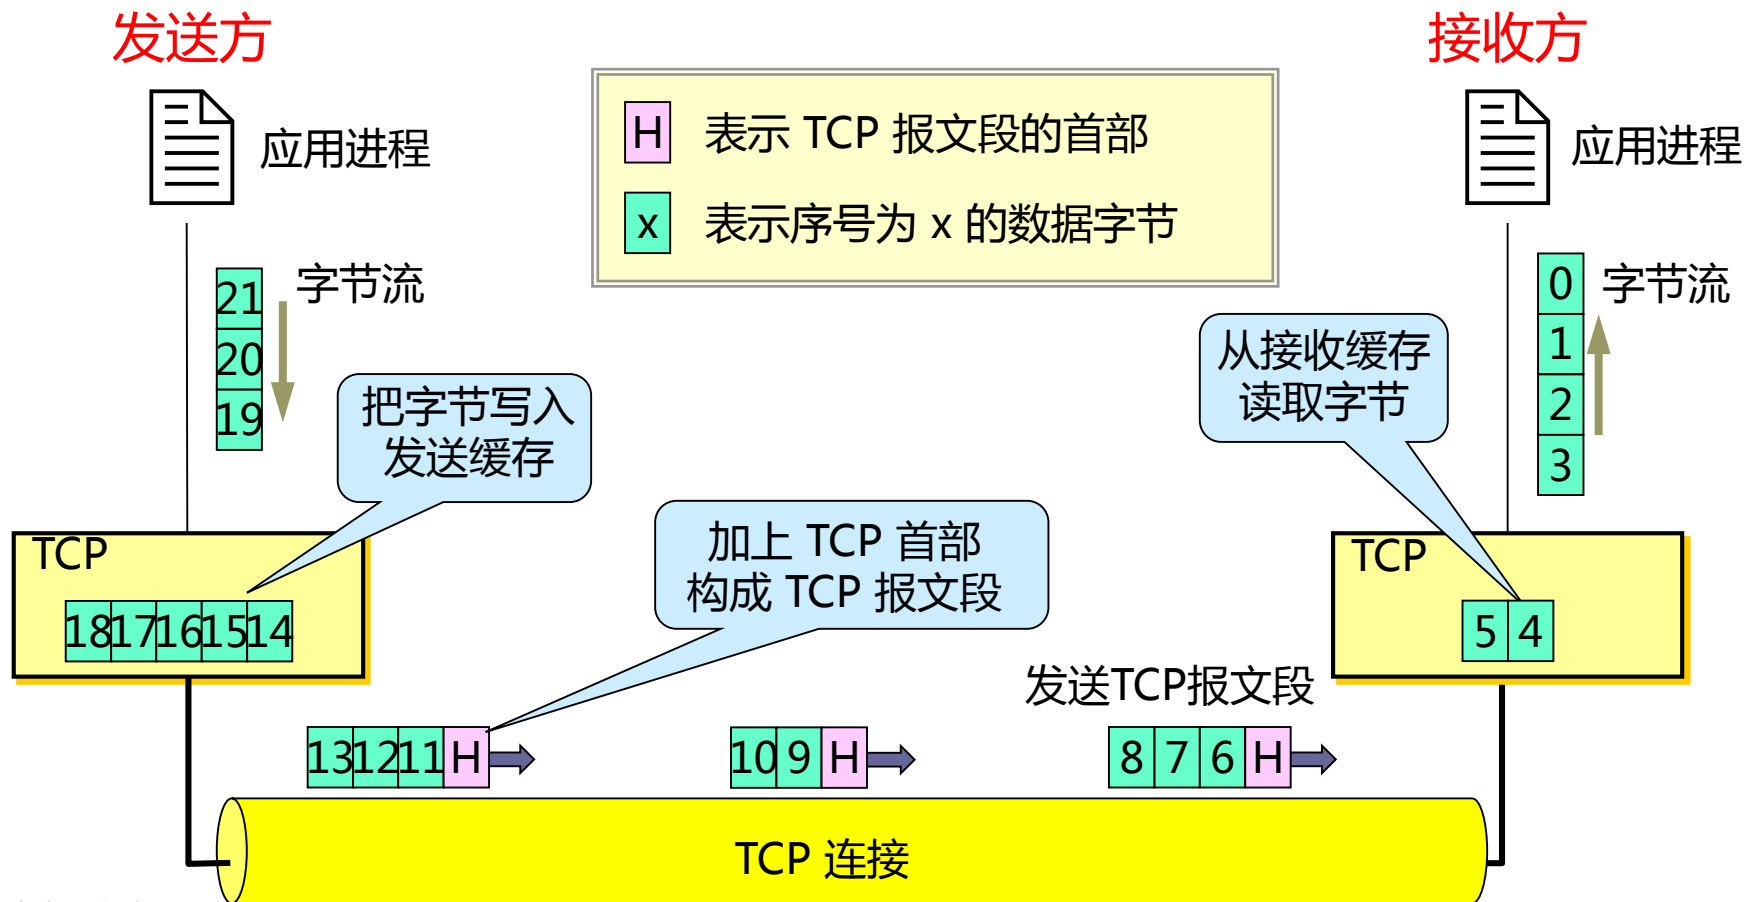 发送方
接收方
应用进程
应用进程
H 表示 TCP 报文段的首部
x 表示序号为 x 的数据字节
字节流
21
20
19
字节流
0
1
2
3
把字节写入
发送缓存
从接收缓存
读取字节
加上 TCP 首部
构成 TCP 报文段
TCP
18 17 16 15 14
TCP
5 4
发送TCP报文段
13 12 11 H
10 9 H
8 7 6 H
TCP 连接